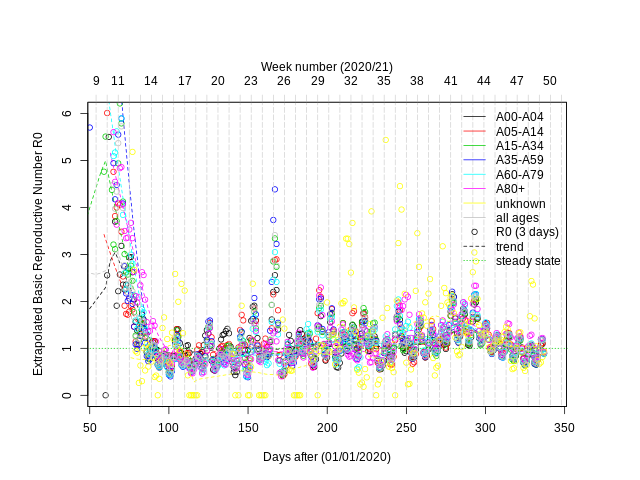 Week number (2020/21)
9 11 14 17 20 23 26 29 32 35 38 41 44 47 50
Extrapolated Basic Reproductive Number R0
6
5
4
3
2
1
0
A00-A04
A05-A14
A15-A34
A35-A59
A60-A79
A80+
unknown
all ages
R0 (3 days)
trend
steady state
50 100 150 200 250 300 350
Days after (01/01/2020)